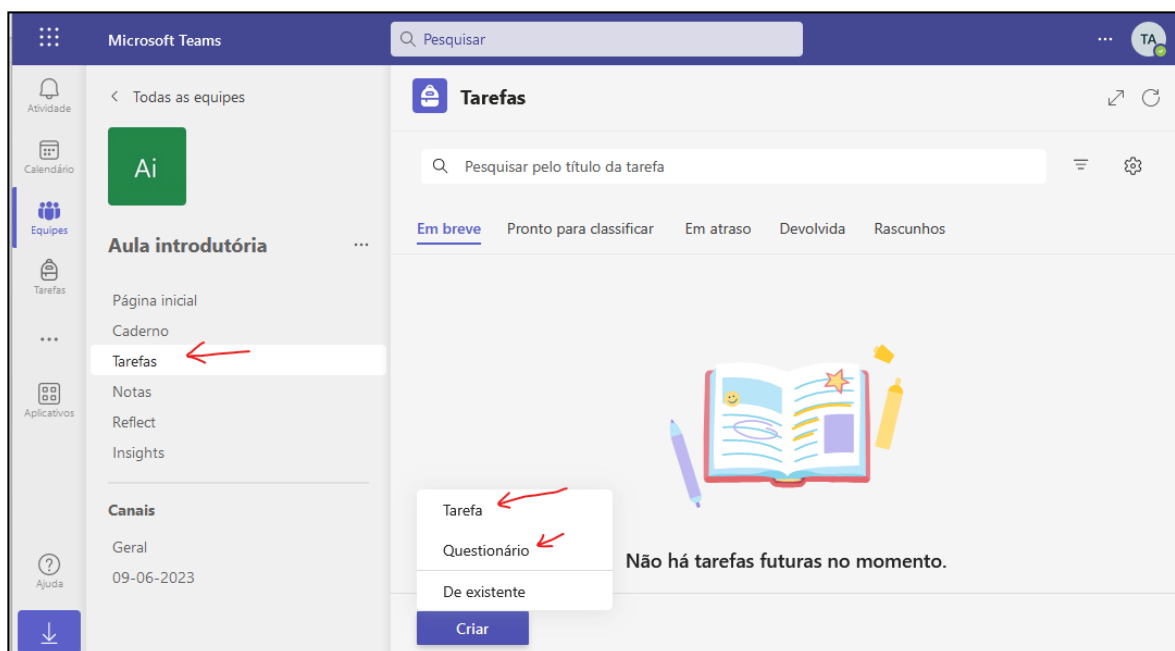 Microsoft Teams
Pesquisar
TA
Atividade
Calendário
Equipes
Tarefas
Aplicativos
Ajuda
Todas as equipes
Ai
Aula introdutória
Página inicial
Caderno
Tarefas
Notas
Reflect
Insights
Canais
Geral
09-06-2023
Tarefas
Pesquisar pelo título da tarefa
Em breve Pronto para classificar Em atraso Devolvida Rascunhos
Tarefa
Questionário
De existente
Criar
Não há tarefas futuras no momento.